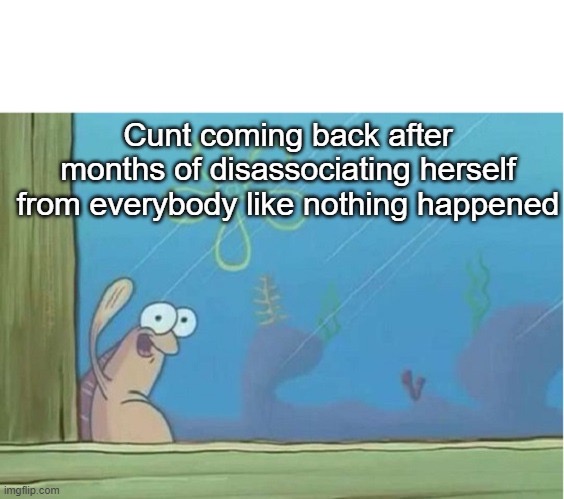 Cunt coming back after
months of disassociating herself
from everybody like nothing happened
imgflip.com